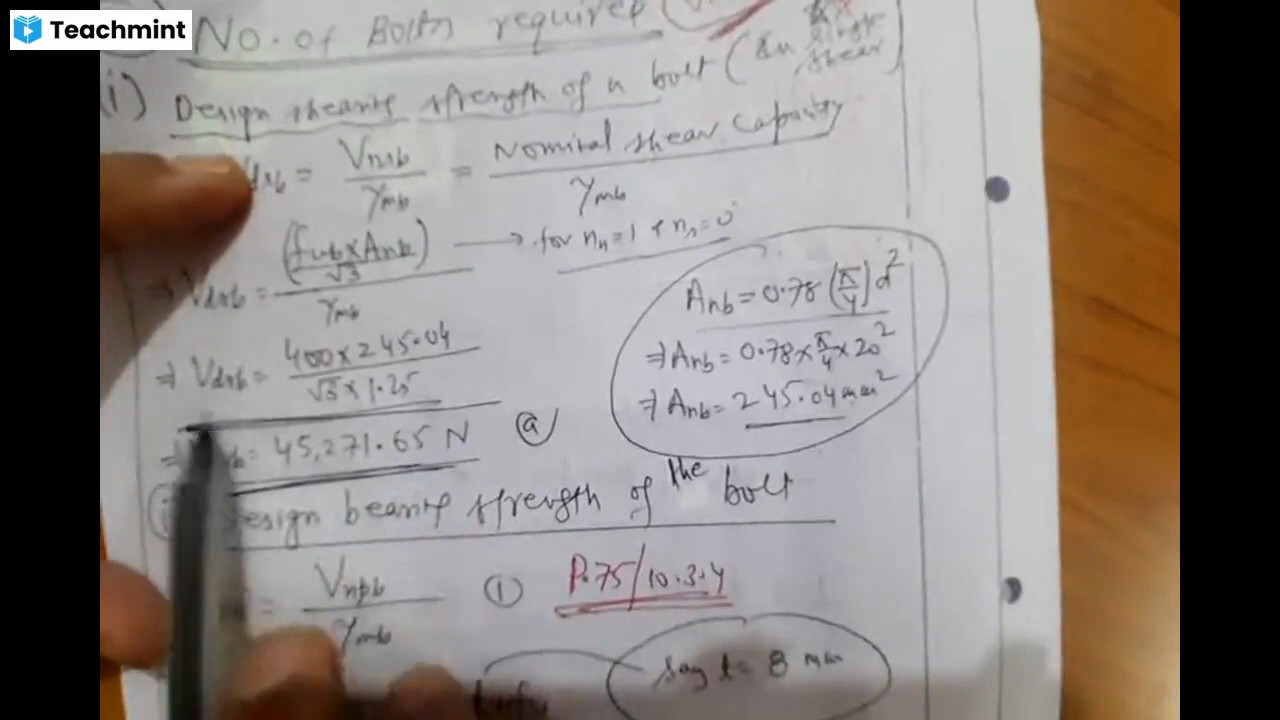 Teachmint
No. of Bolts required
(i) Design shearing strength of a bolt (In single shear)
Vdsb = Vnsb / γmb = Nominal shear capacity / γmb
⇒ Vdsb = (fub × Anb / √3) / γmb → for nn = 1 & ns = 0
⇒ Vdsb = 400 × 245.04 / √3 × 1.25
⇒ 45,271.65 N (a)
Anb = 0.78 (π/4) d²
⇒ Anb = 0.78 × π/4 × 20²
⇒ Anb = 245.04 mm²
Design bearing strength of the bolt
= Vnpb / γmb (1) P.75/10.3.4
say t = 8 mm